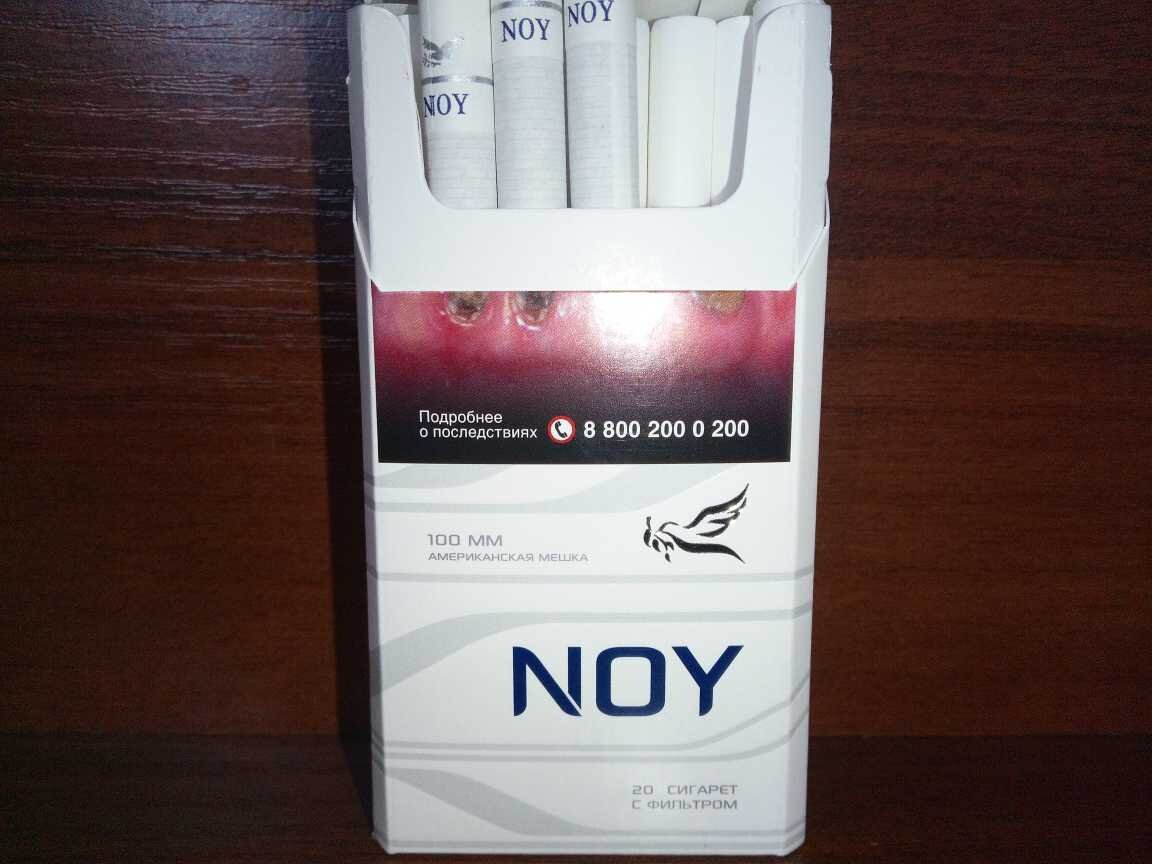 NOY
NOY
NOY
Подробнее
о последствиях 8 800 200 0 200
100 ММ
АМЕРИКАНСКАЯ МЕШКА
NOY
20 СИГАРЕТ
С ФИЛЬТРОМ